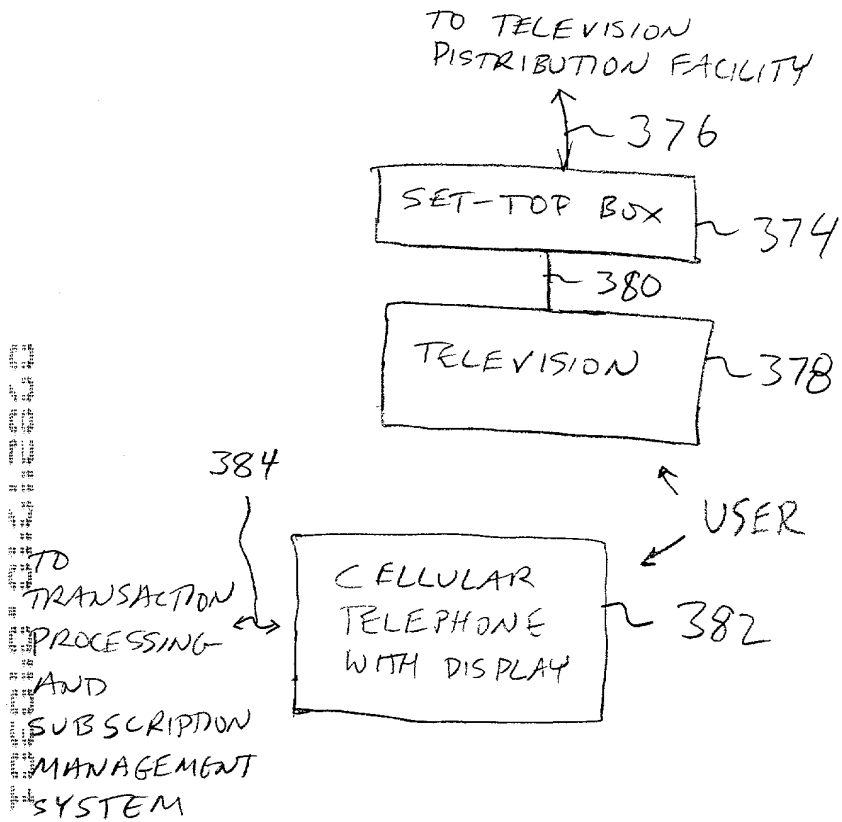 TO TELEVISION
DISTRIBUTION FACILITY
376
SET-TOP BOX
374
380
TELEVISION
378
384
USER
TO
TRANSACTION
PROCESSING
AND
SUBSCRIPTION
MANAGEMENT
SYSTEM
CELLULAR
TELEPHONE
WITH DISPLAY
382